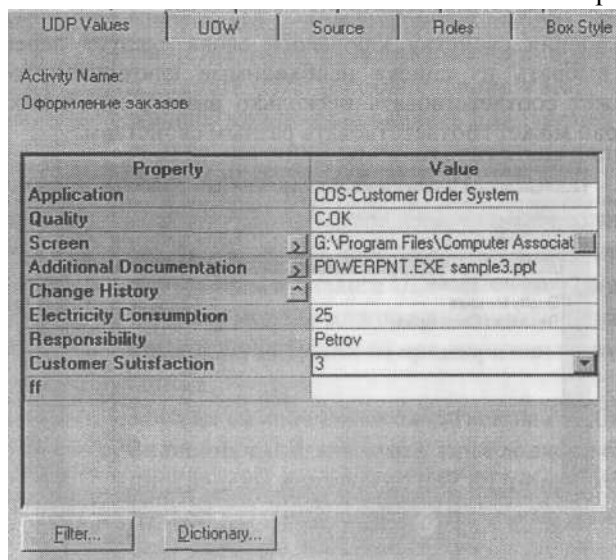 UDP Values UOW Source Roles Box Style
Activity Name:
Оформление заказов
Property Value
Application COS-Customer Order System
Quality C-OK
Screen > G:\Program Files\Computer Associat
Additional Documentation > POWERPNT.EXE sample3.ppt
Change History ^
Electricity Consumption 25
Responsibility Petrov
Customer Sutisfaction 3
ff
Filter... Dictionary...